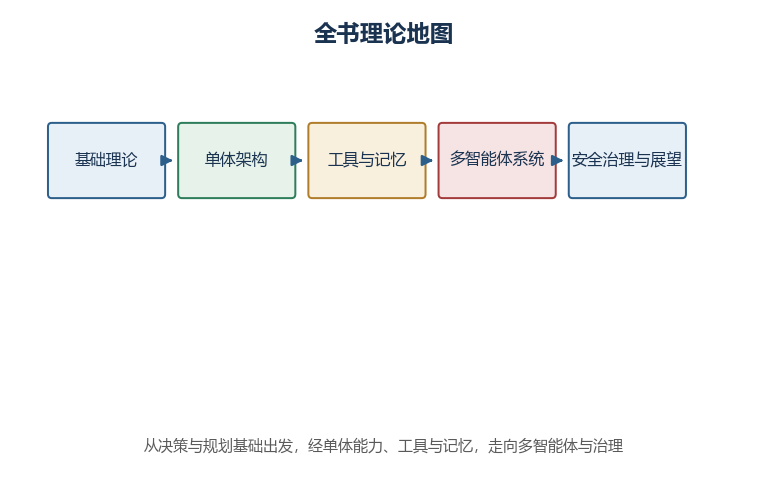 全书理论地图
基础理论
单体架构
工具与记忆
多智能体系统
安全治理与展望
从决策与规划基础出发，经单体能力、工具与记忆，走向多智能体与治理